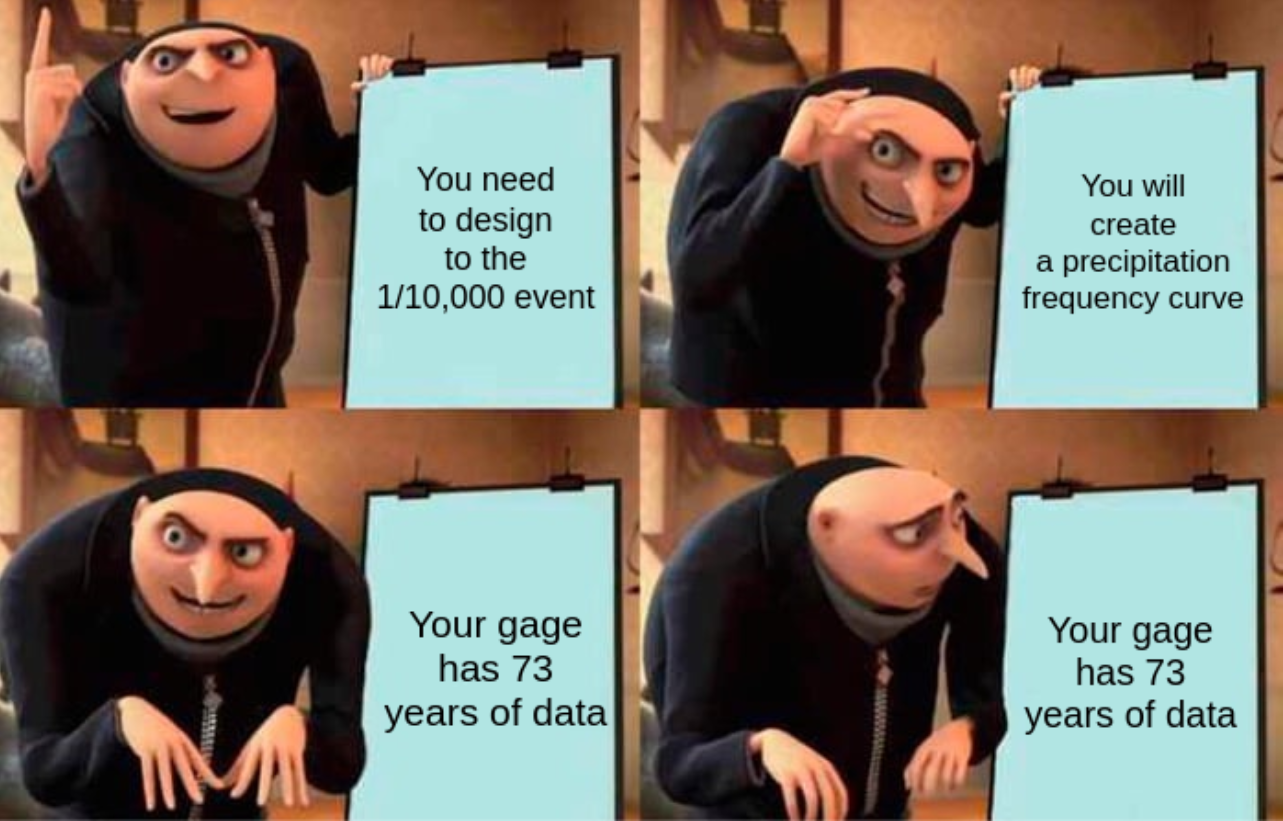 You need
to design
to the
1/10,000 event
You will
create
a precipitation
frequency curve
Your gage
has 73
years of data
Your gage
has 73
years of data